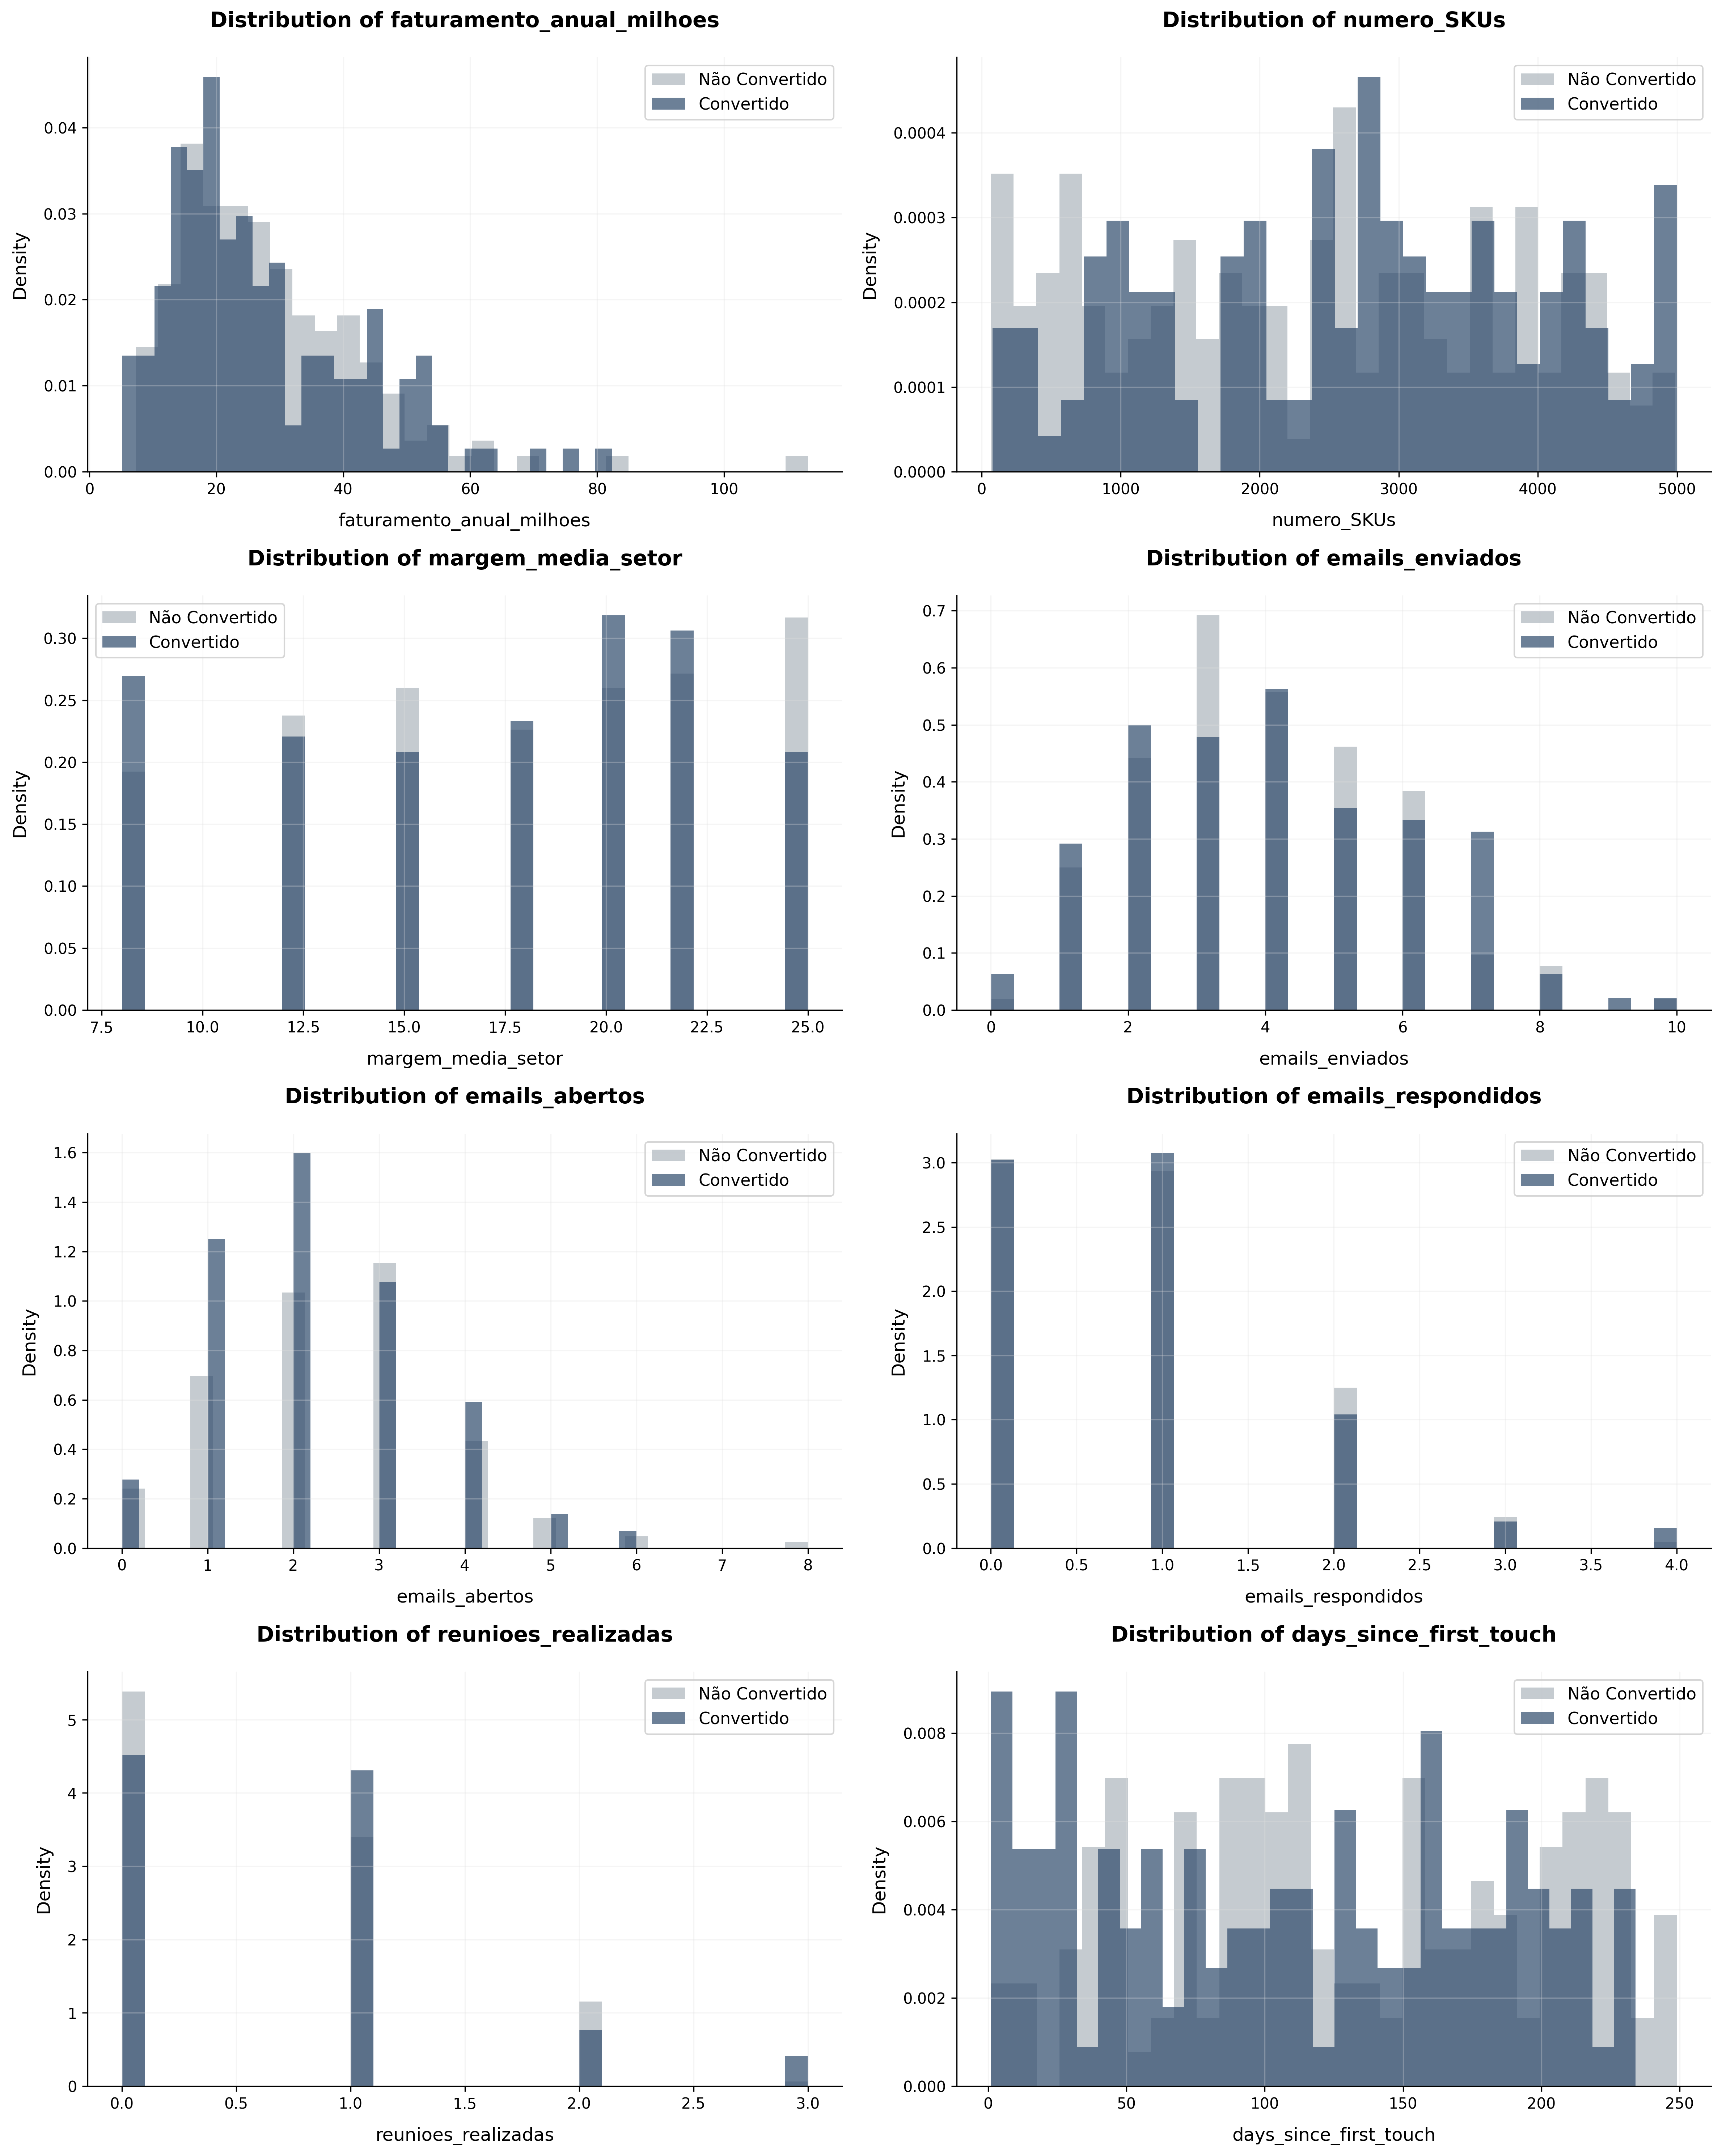 Distribution of faturamento_anual_milhoes
Density
0.04
0.03
0.02
0.01
0.00
Não Convertido
Convertido
0 20 40 60 80 100
faturamento_anual_milhoes
Distribution of numero_SKUs
Density
0.0004
0.0003
0.0002
0.0001
0.0000
Não Convertido
Convertido
0 1000 2000 3000 4000 5000
numero_SKUs
Distribution of margem_media_setor
Density
0.30
0.25
0.20
0.15
0.10
0.05
0.00
Não Convertido
Convertido
7.5 10.0 12.5 15.0 17.5 20.0 22.5 25.0
margem_media_setor
Distribution of emails_enviados
Density
0.7
0.6
0.5
0.4
0.3
0.2
0.1
0.0
Não Convertido
Convertido
0 2 4 6 8 10
emails_enviados
Distribution of emails_abertos
Density
1.6
1.4
1.2
1.0
0.8
0.6
0.4
0.2
0.0
Não Convertido
Convertido
0 1 2 3 4 5 6 7 8
emails_abertos
Distribution of emails_respondidos
Density
3.0
2.5
2.0
1.5
1.0
0.5
0.0
Não Convertido
Convertido
0.0 0.5 1.0 1.5 2.0 2.5 3.0 3.5 4.0
emails_respondidos
Distribution of reunioes_realizadas
Density
5
4
3
2
1
0
Não Convertido
Convertido
0.0 0.5 1.0 1.5 2.0 2.5 3.0
reunioes_realizadas
Distribution of days_since_first_touch
Density
0.008
0.006
0.004
0.002
0.000
Não Convertido
Convertido
0 50 100 150 200 250
days_since_first_touch